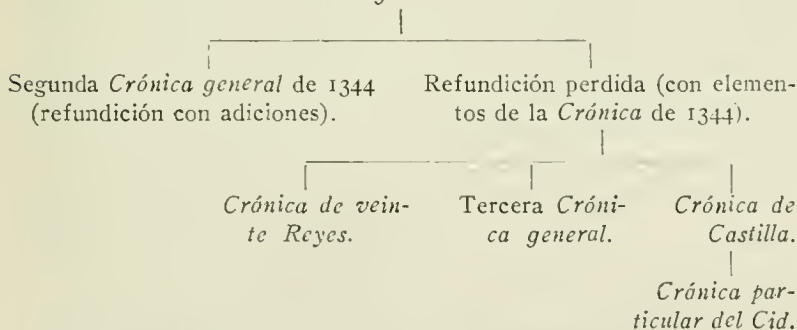 Segunda Crónica general de 1344
(refundición con adiciones).
Refundición perdida (con elemen-
tos de la Crónica de 1344).
Crónica de vein-
te Reyes.
Tercera Cróni-
ca general.
Crónica de
Castilla.
Crónica par-
ticular del Cid.